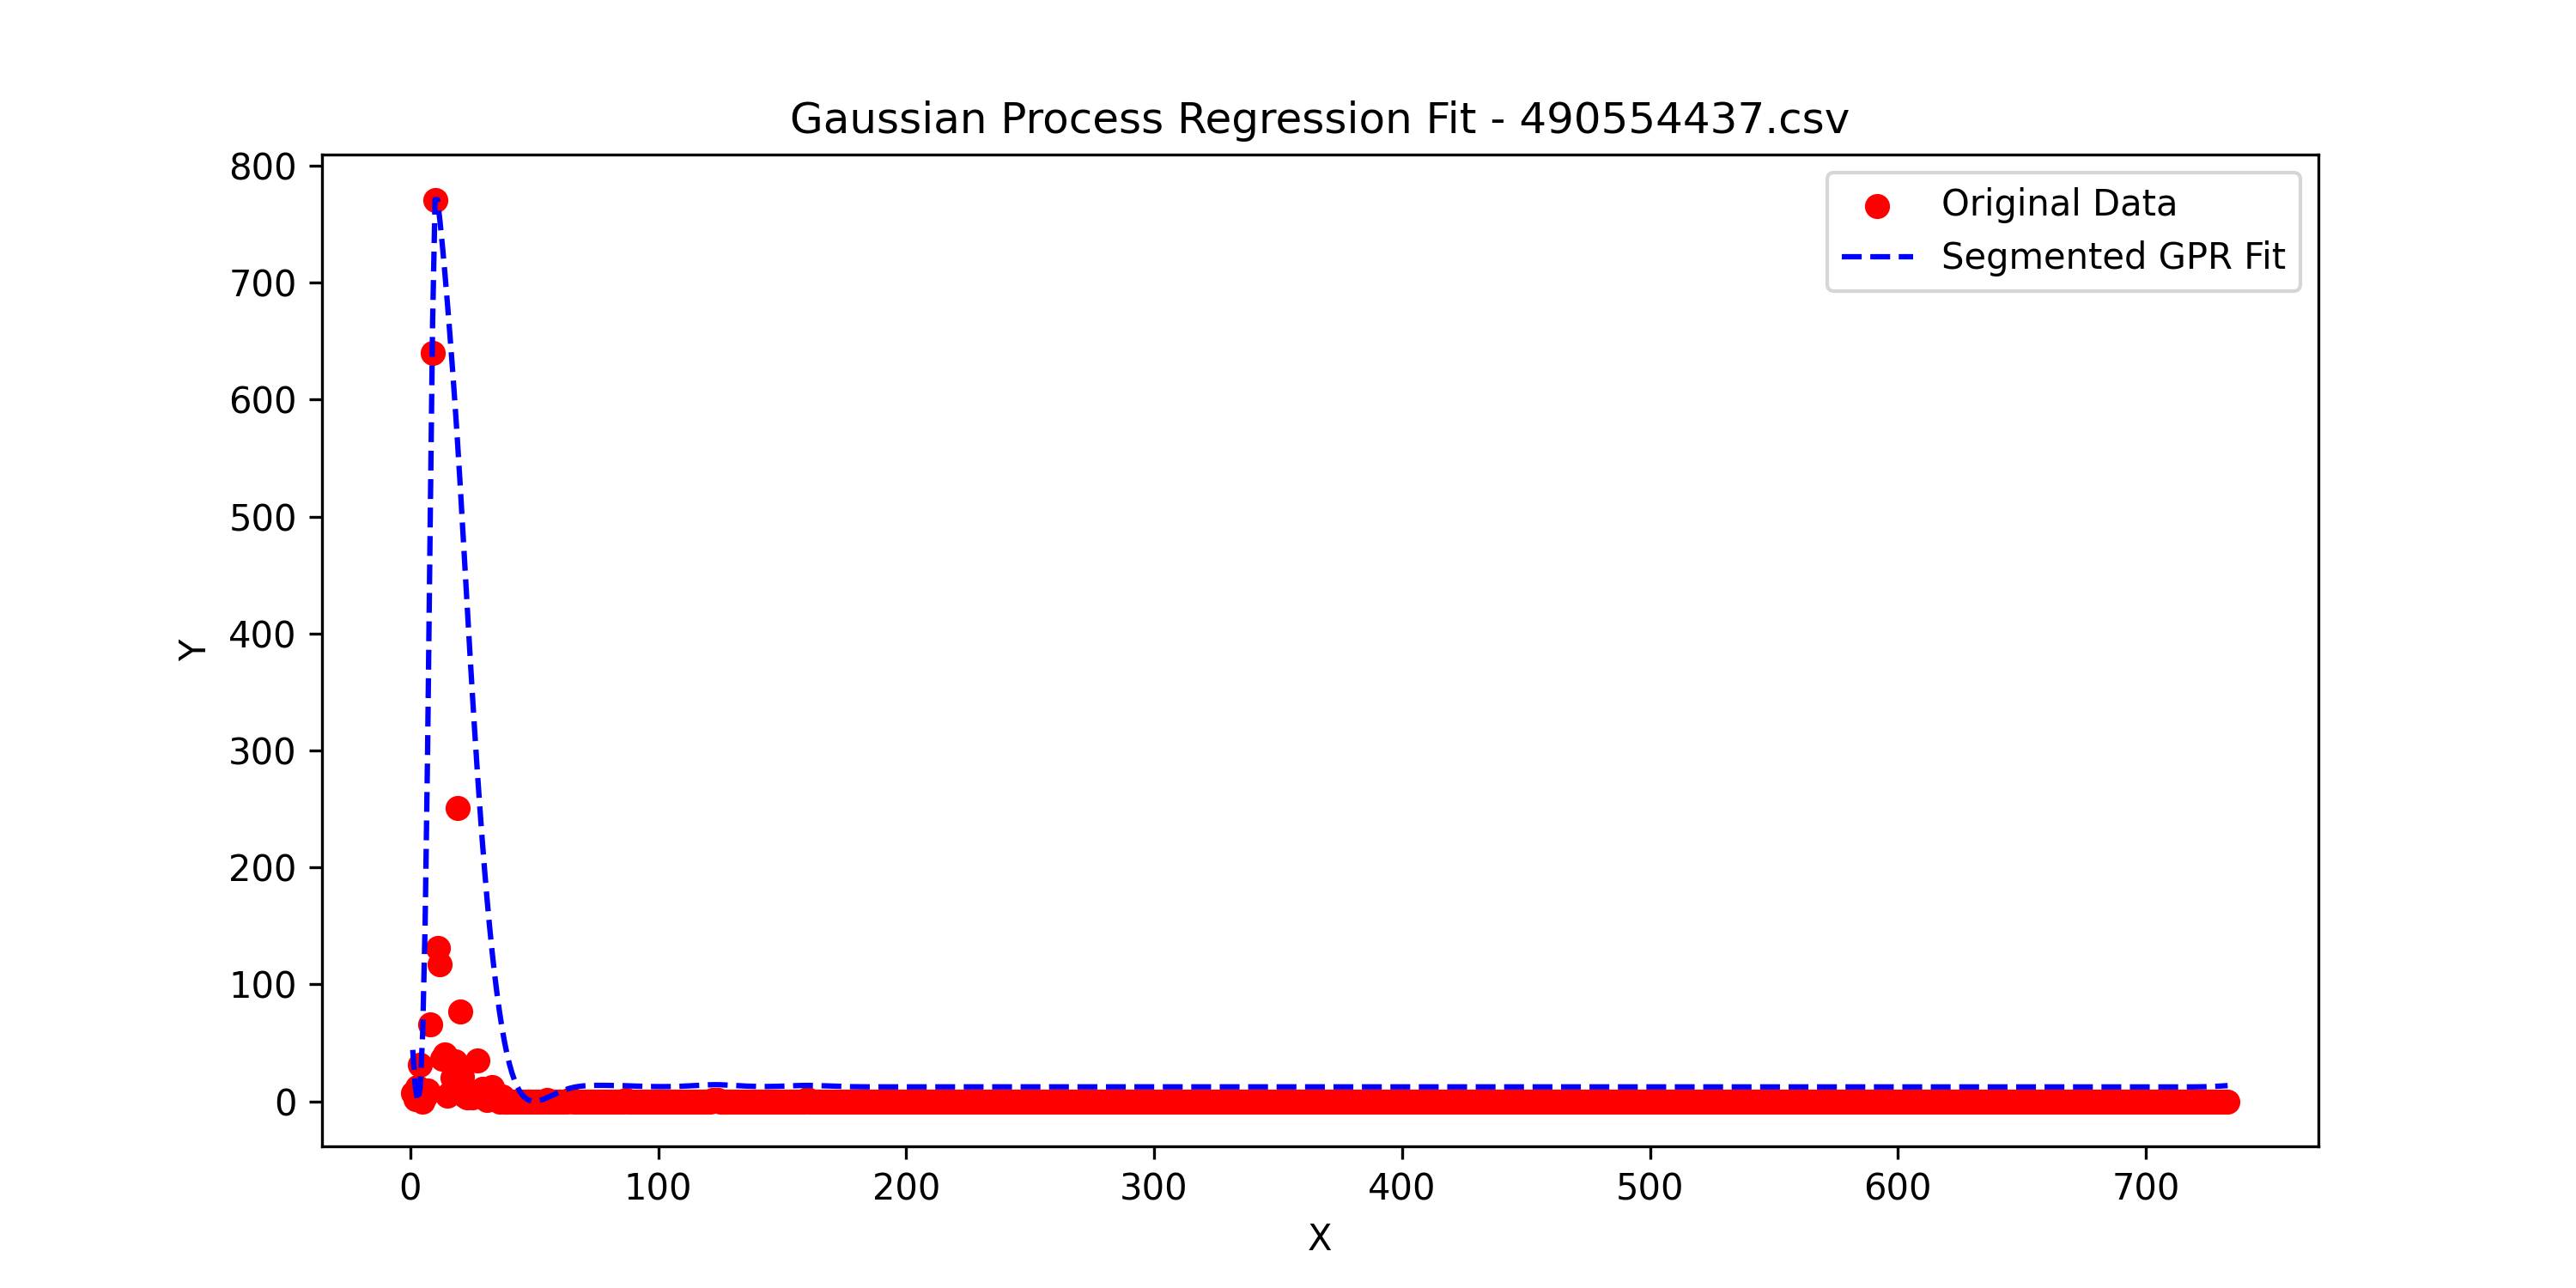 Gaussian Process Regression Fit - 490554437.csv
800
700
600
500
400
300
200
100
0
Y
Original Data
Segmented GPR Fit
0 100 200 300 400 500 600 700
X